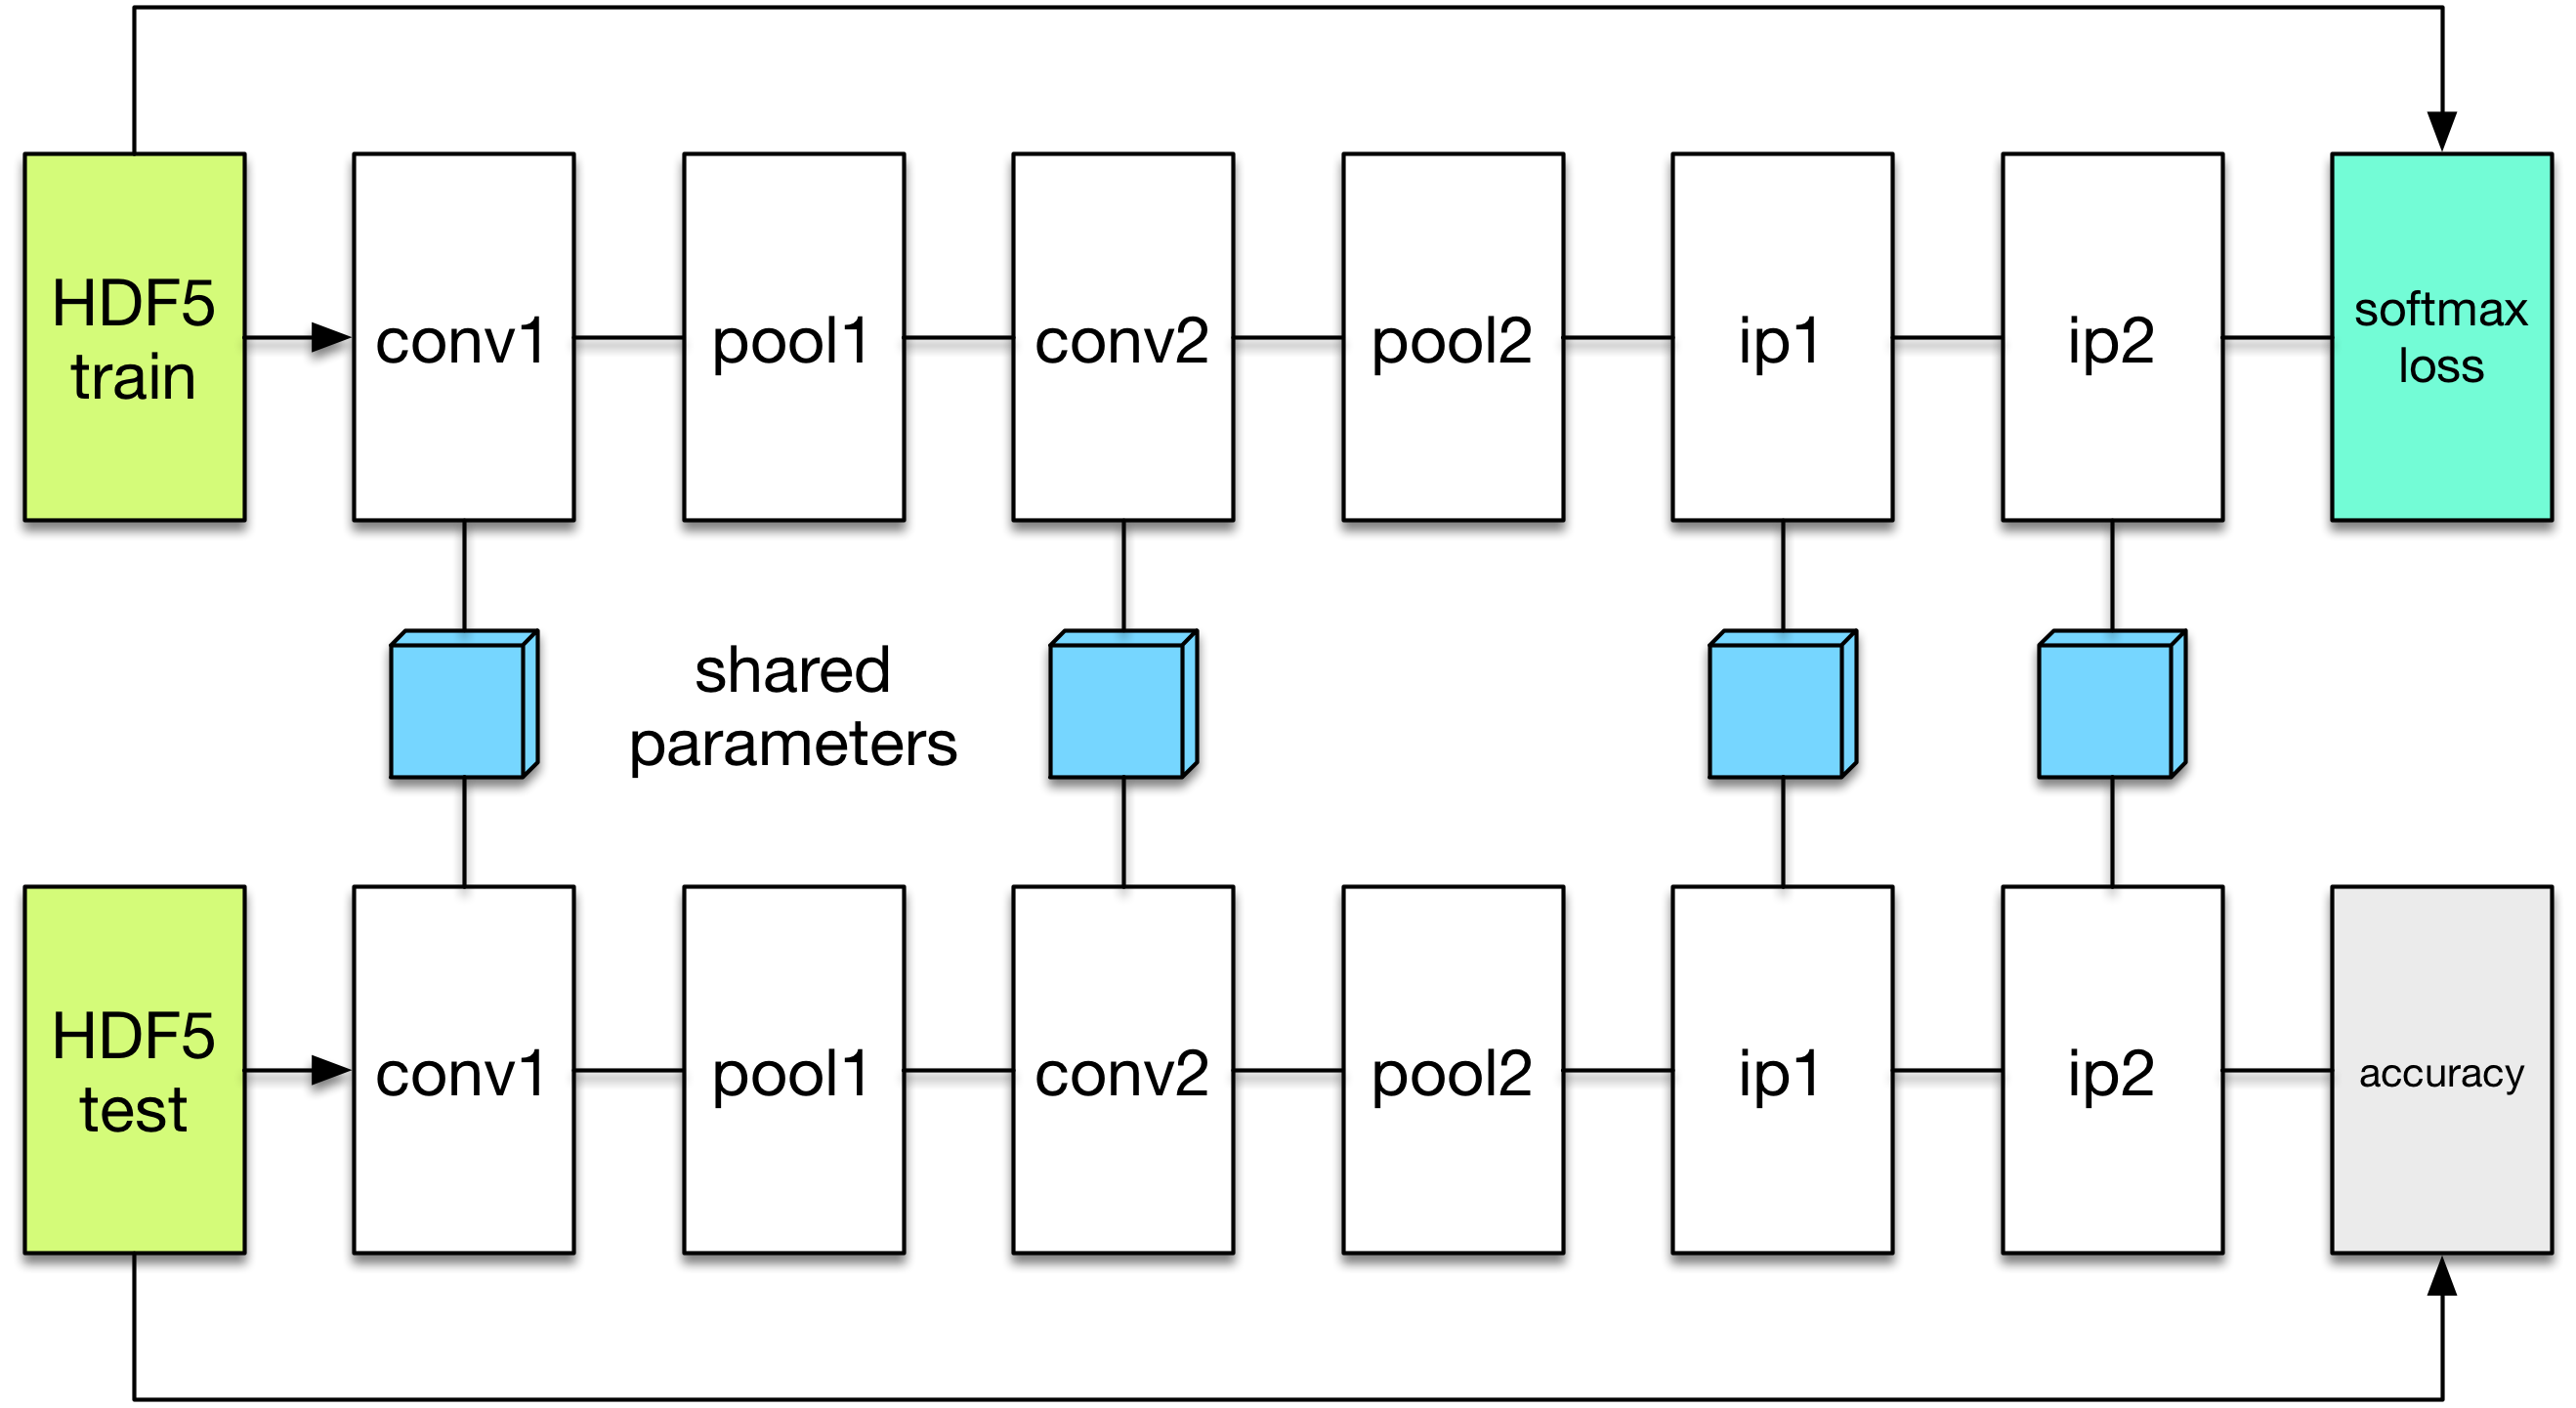 HDF5
train
conv1
pool1
conv2
pool2
ip1
ip2
softmax
loss
shared
parameters
HDF5
test
conv1
pool1
conv2
pool2
ip1
ip2
accuracy